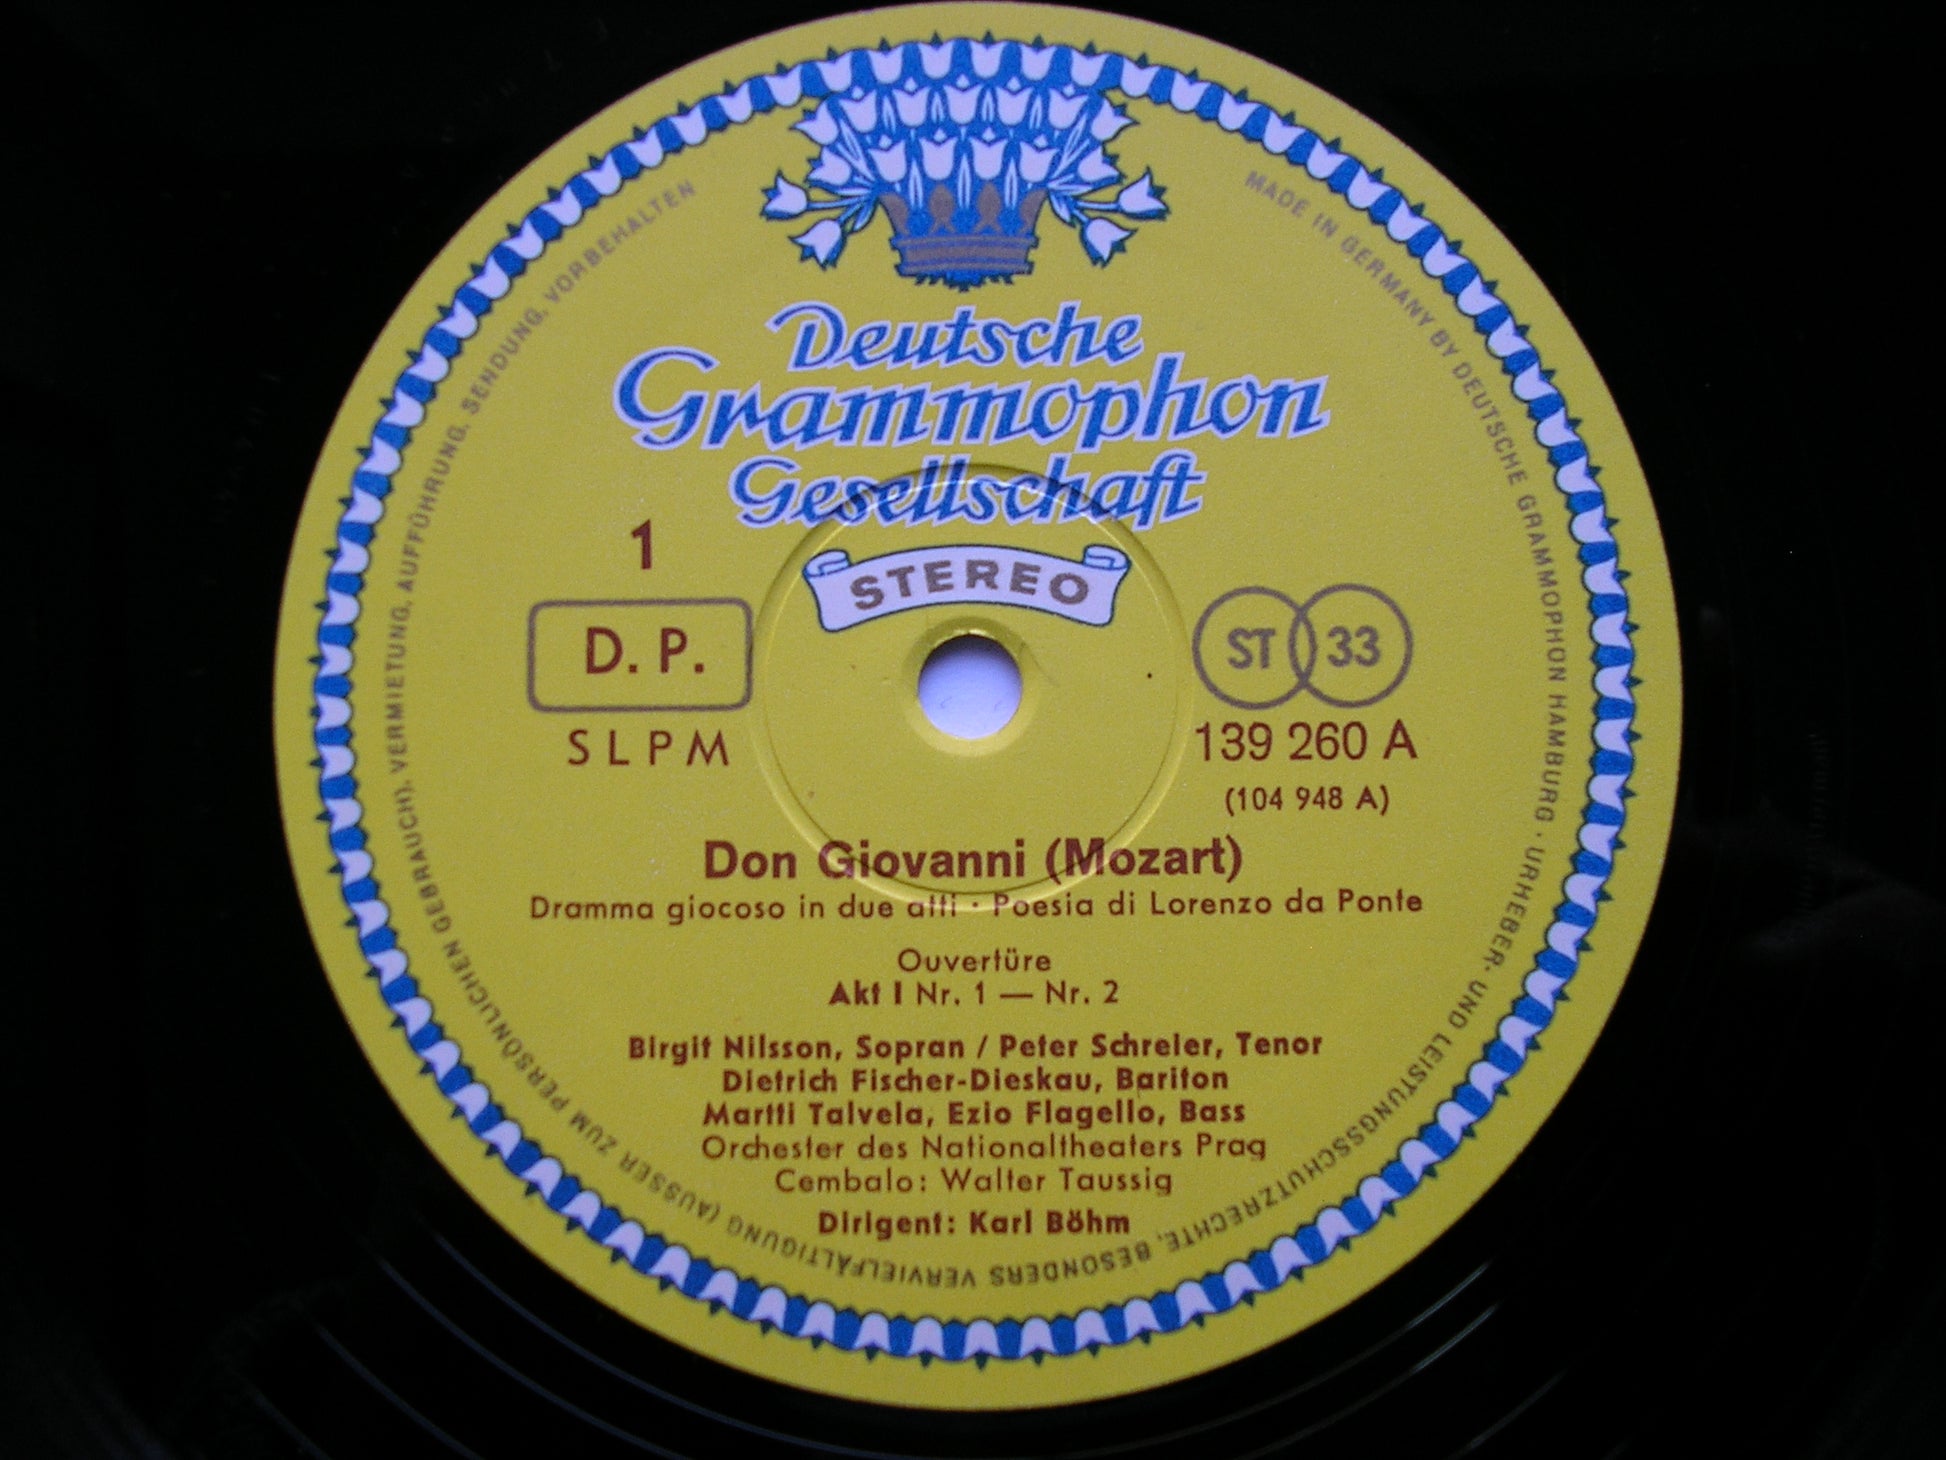 Deutsche
Grammophon
Gesellschaft
STEREO
1
D. P.
SLPM
ST 33
139 260 A
(104 948 A)
Don Giovanni (Mozart)
Dramma giocoso in due atti · Poesia di Lorenzo da Ponte
Ouvertüre
Akt I Nr. 1 — Nr. 2
Birgit Nilsson, Sopran / Peter Schreier, Tenor
Dietrich Fischer-Dieskau, Bariton
Martti Talvela, Ezio Flagello, Bass
Orchester des Nationaltheaters Prag
Cembalo: Walter Taussig
Dirigent: Karl Böhm
MADE IN GERMANY BY DEUTSCHE GRAMMOPHON HAMBURG · URHEBER- UND LEISTUNGSSCHUTZRECHTE, BESONDERS VERVIELFÄLTIGUNG (AUSSER ZUM PERSÖNLICHEN GEBRAUCH), VERMIETUNG, AUFFÜHRUNG, SENDUNG, VORBEHALTEN